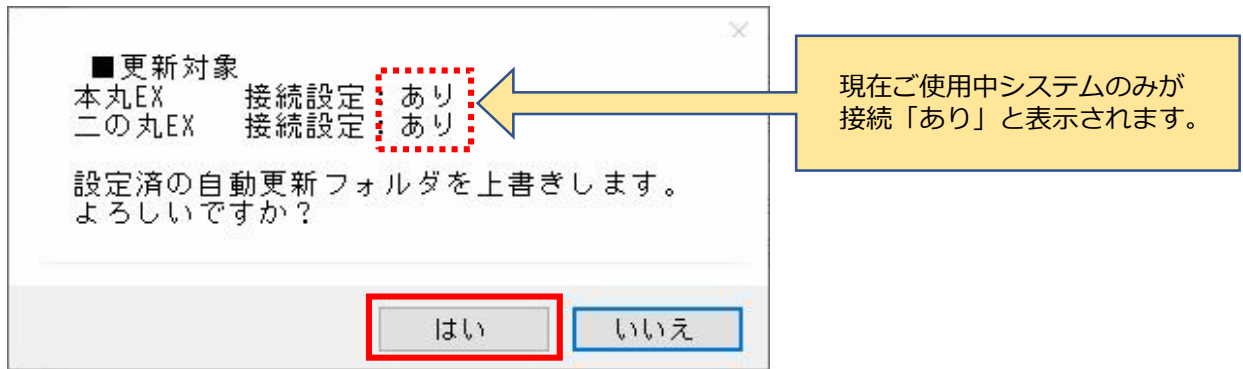 ■更新対象
本丸EX 接続設定：あり
二の丸EX 接続設定：あり
設定済の自動更新フォルダを上書きします。
よろしいですか？
はい
いいえ
現在ご使用中システムのみが
接続「あり」と表示されます。